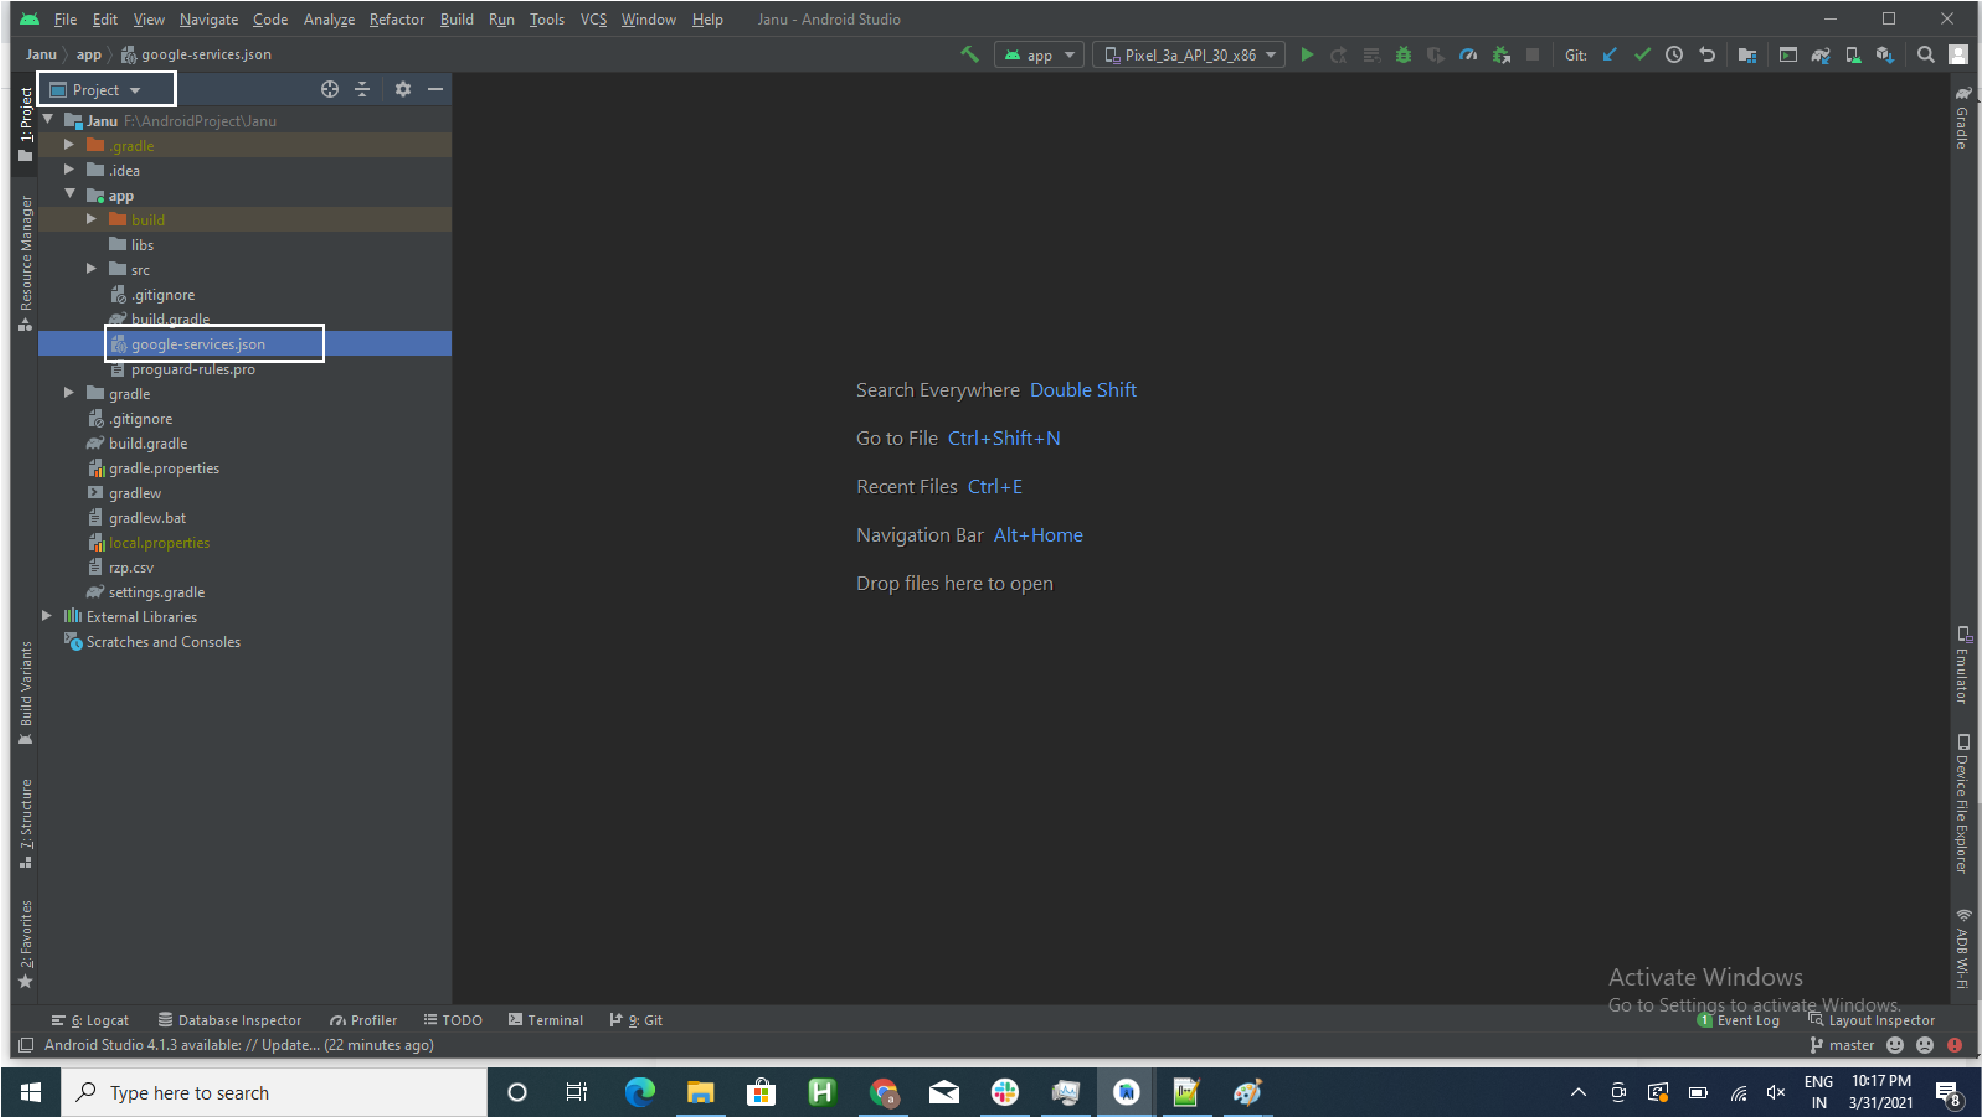 File Edit View Navigate Code Analyze Refactor Build Run Tools VCS Window Help Janu - Android Studio
Janu app google-services.json app Pixel_3a_API_30_x86 Git:
Project
1: Project
Resource Manager
Build Variants
7: Structure
2: Favorites
Janu F:\AndroidProject\Janu
.gradle
.idea
app
build
libs
src
.gitignore
build.gradle
google-services.json
proguard-rules.pro
gradle
.gitignore
build.gradle
gradle.properties
gradlew
gradlew.bat
local.properties
rzp.csv
settings.gradle
External Libraries
Scratches and Consoles
Search Everywhere Double Shift
Go to File Ctrl+Shift+N
Recent Files Ctrl+E
Navigation Bar Alt+Home
Drop files here to open
Gradle
Emulator
Device File Explorer
ADB Wi-Fi
Activate Windows
Go to Settings to activate Windows.
6: Logcat Database Inspector Profiler TODO Terminal 9: Git 1 Event Log Layout Inspector
Android Studio 4.1.3 available: // Update... (22 minutes ago) master
Type here to search
ENG
IN
10:17 PM
3/31/2021
8